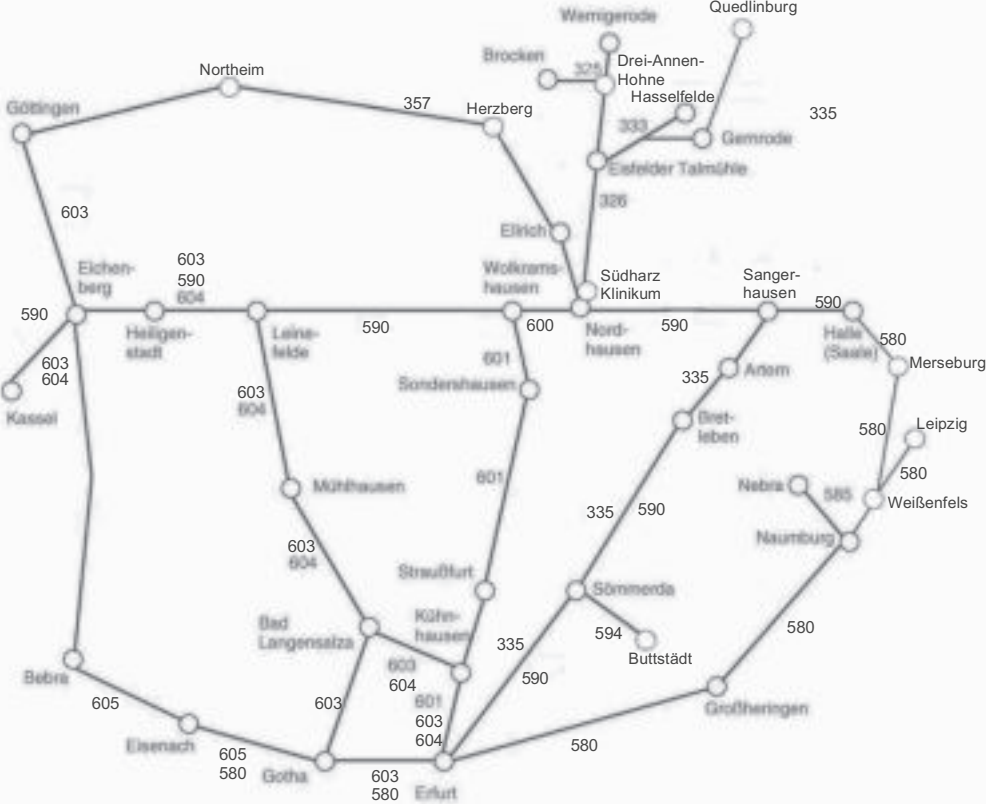 Quedlinburg
Wernigerode
Brocken
325
Drei-Annen-
Hohne
Northeim
Hasselfelde
Göttingen
357
Herzberg
333
335
Gernrode
Eisfelder Talmühle
326
603
Ellrich
603
Eichen-
berg
590
604
Wolkrams-
hausen
Südharz
Klinikum
Sanger-
hausen
590
590
Heiligen-
stadt
Leine-
felde
590
600
Nord-
hausen
590
Halle
(Saale)
580
603
604
601
Merseburg
335
Artern
Kassel
603
604
Sondershausen
Bret-
leben
580
Leipzig
601
580
Mühlhausen
Nebra
585
Weißenfels
335
590
Naumburg
603
604
Straußfurt
Sömmerda
Bad
Langensalza
Kühn-
hausen
594
580
335
Buttstädt
Bebra
603
604
590
605
603
601
603
604
Großheringen
Eisenach
605
580
Gotha
603
580
Erfurt
580